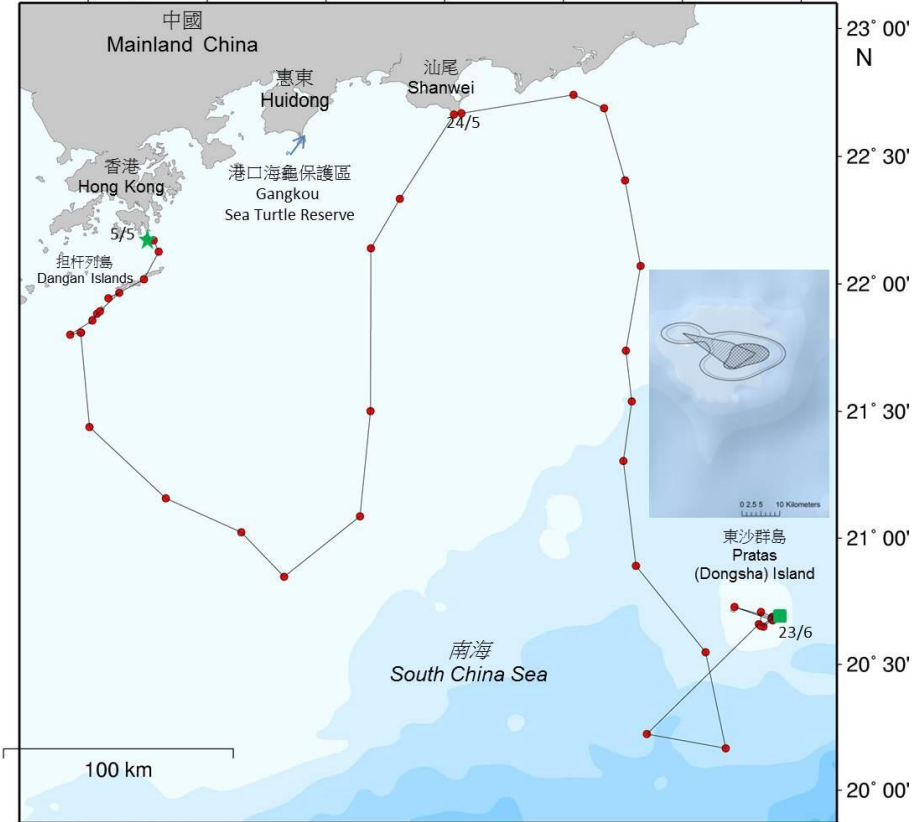 中國
Mainland China
惠東
Huidong
汕尾
Shanwei
24/5
香港
Hong Kong
港口海龜保護區
Gangkou
Sea Turtle Reserve
5/5
担杆列島
Dangan Islands
23° 00'
N
22° 30'
22° 00'
21° 30'
21° 00'
20° 30'
20° 00'
0 2.5 5 10 Kilometers
東沙群島
Pratas
(Dongsha) Island
23/6
南海
South China Sea
100 km